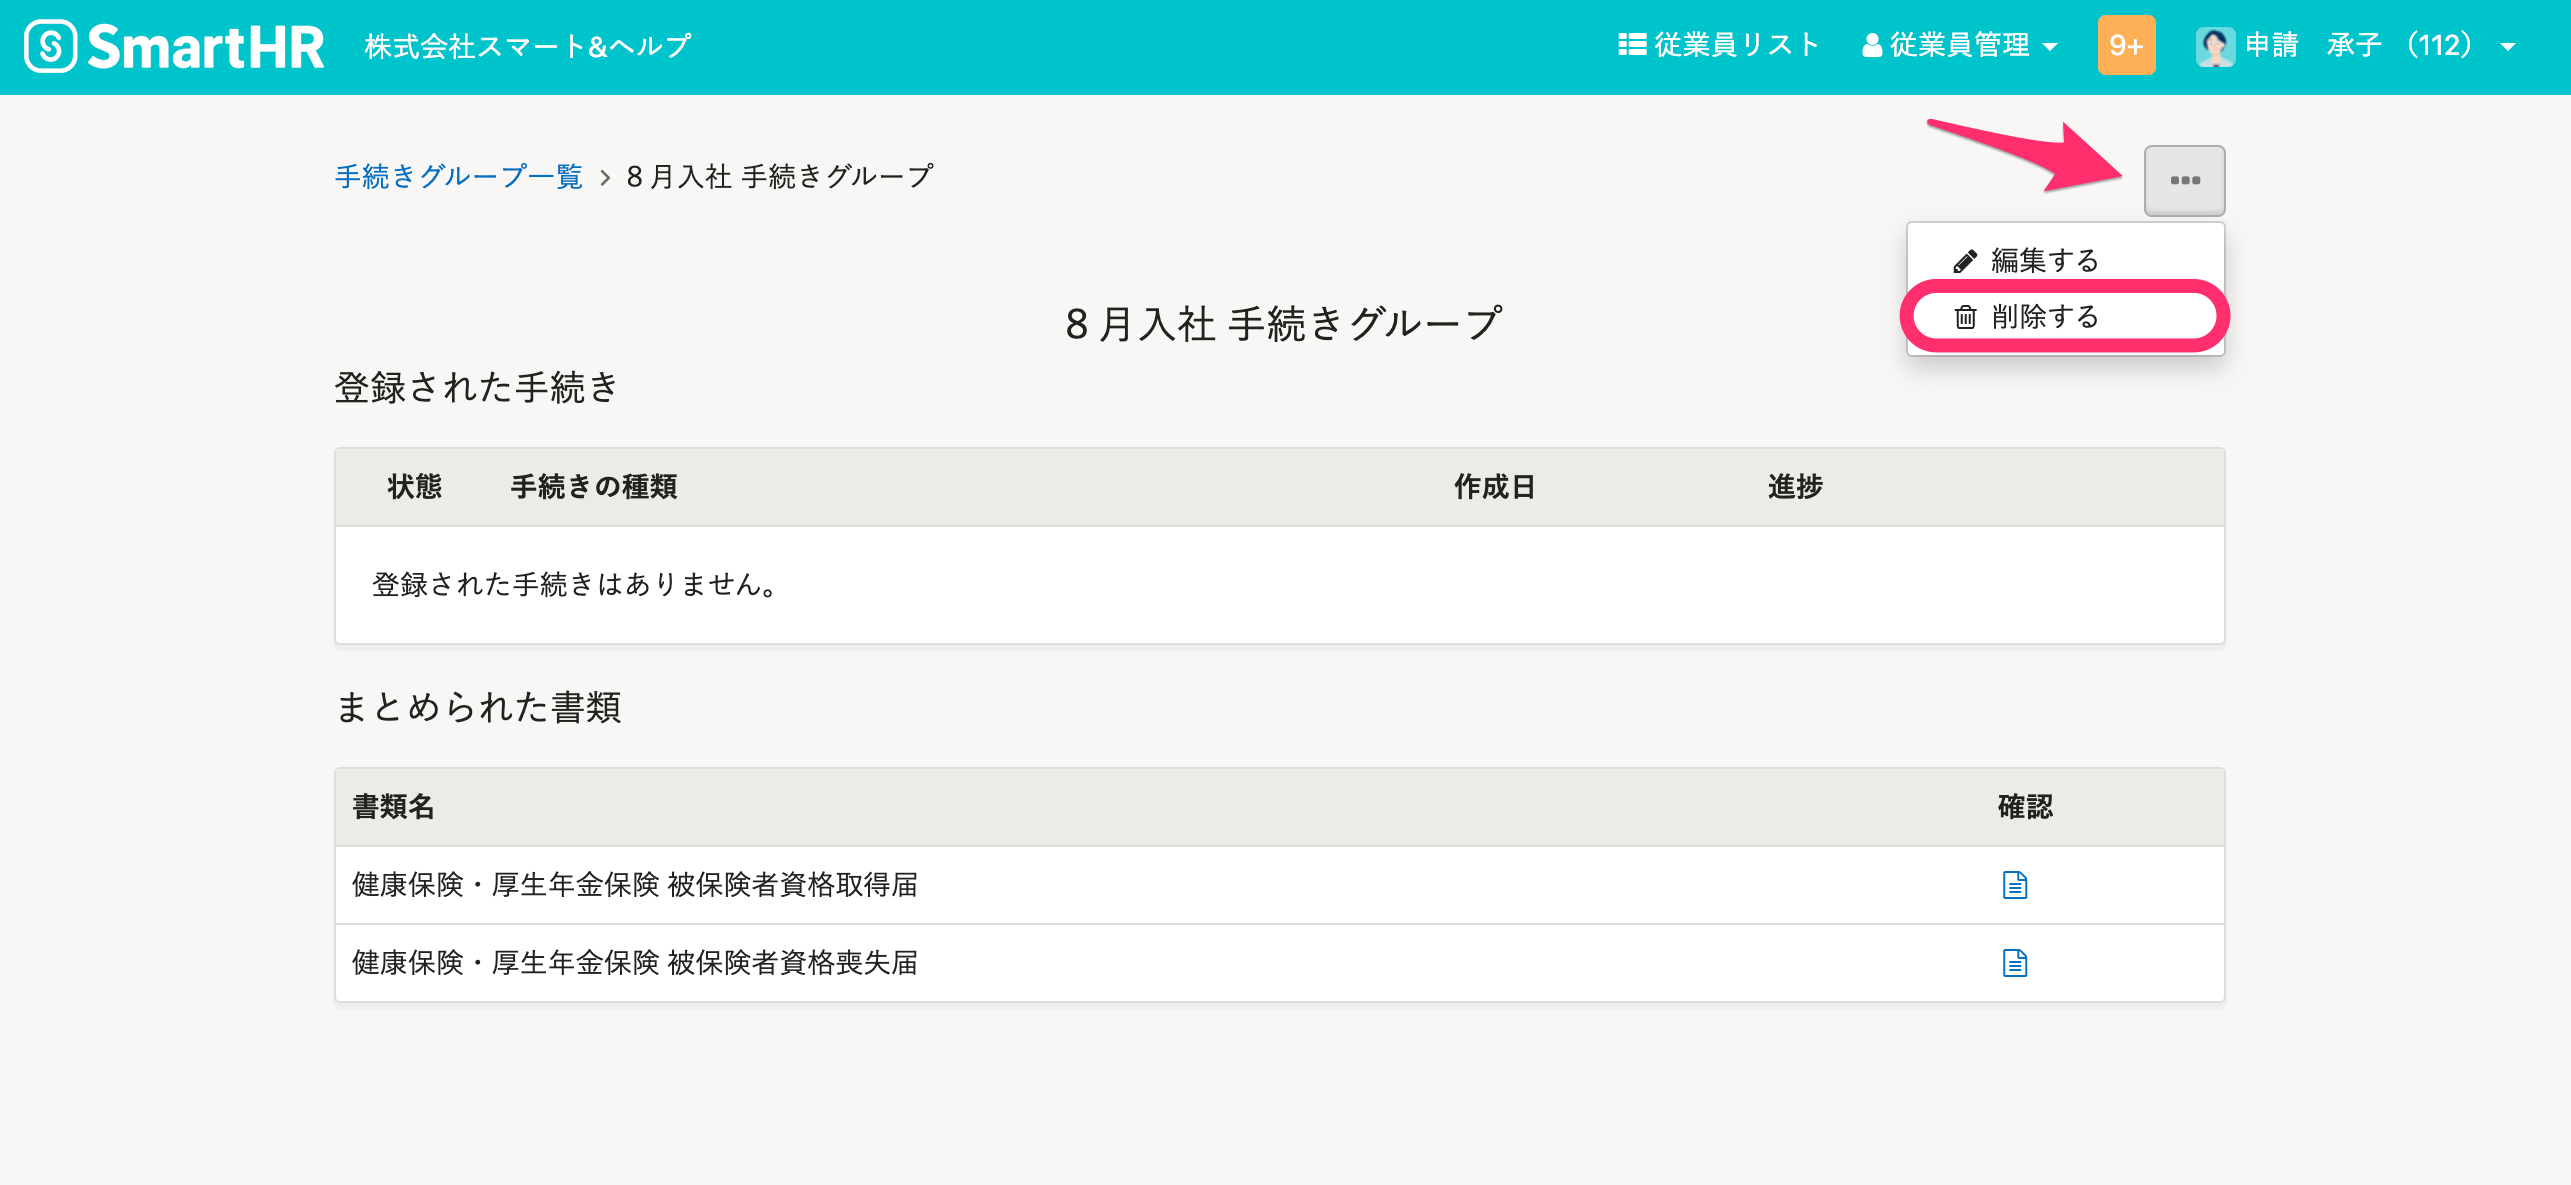 SmartHR 株式会社スマート&ヘルプ 従業員リスト 従業員管理 9+ 申請 承子 （112）
手続きグループ一覧 > 8月入社 手続きグループ
編集する
削除する
8月入社 手続きグループ
登録された手続き
状態 手続きの種類 作成日 進捗
登録された手続きはありません。
まとめられた書類
書類名 確認
健康保険・厚生年金保険 被保険者資格取得届
健康保険・厚生年金保険 被保険者資格喪失届